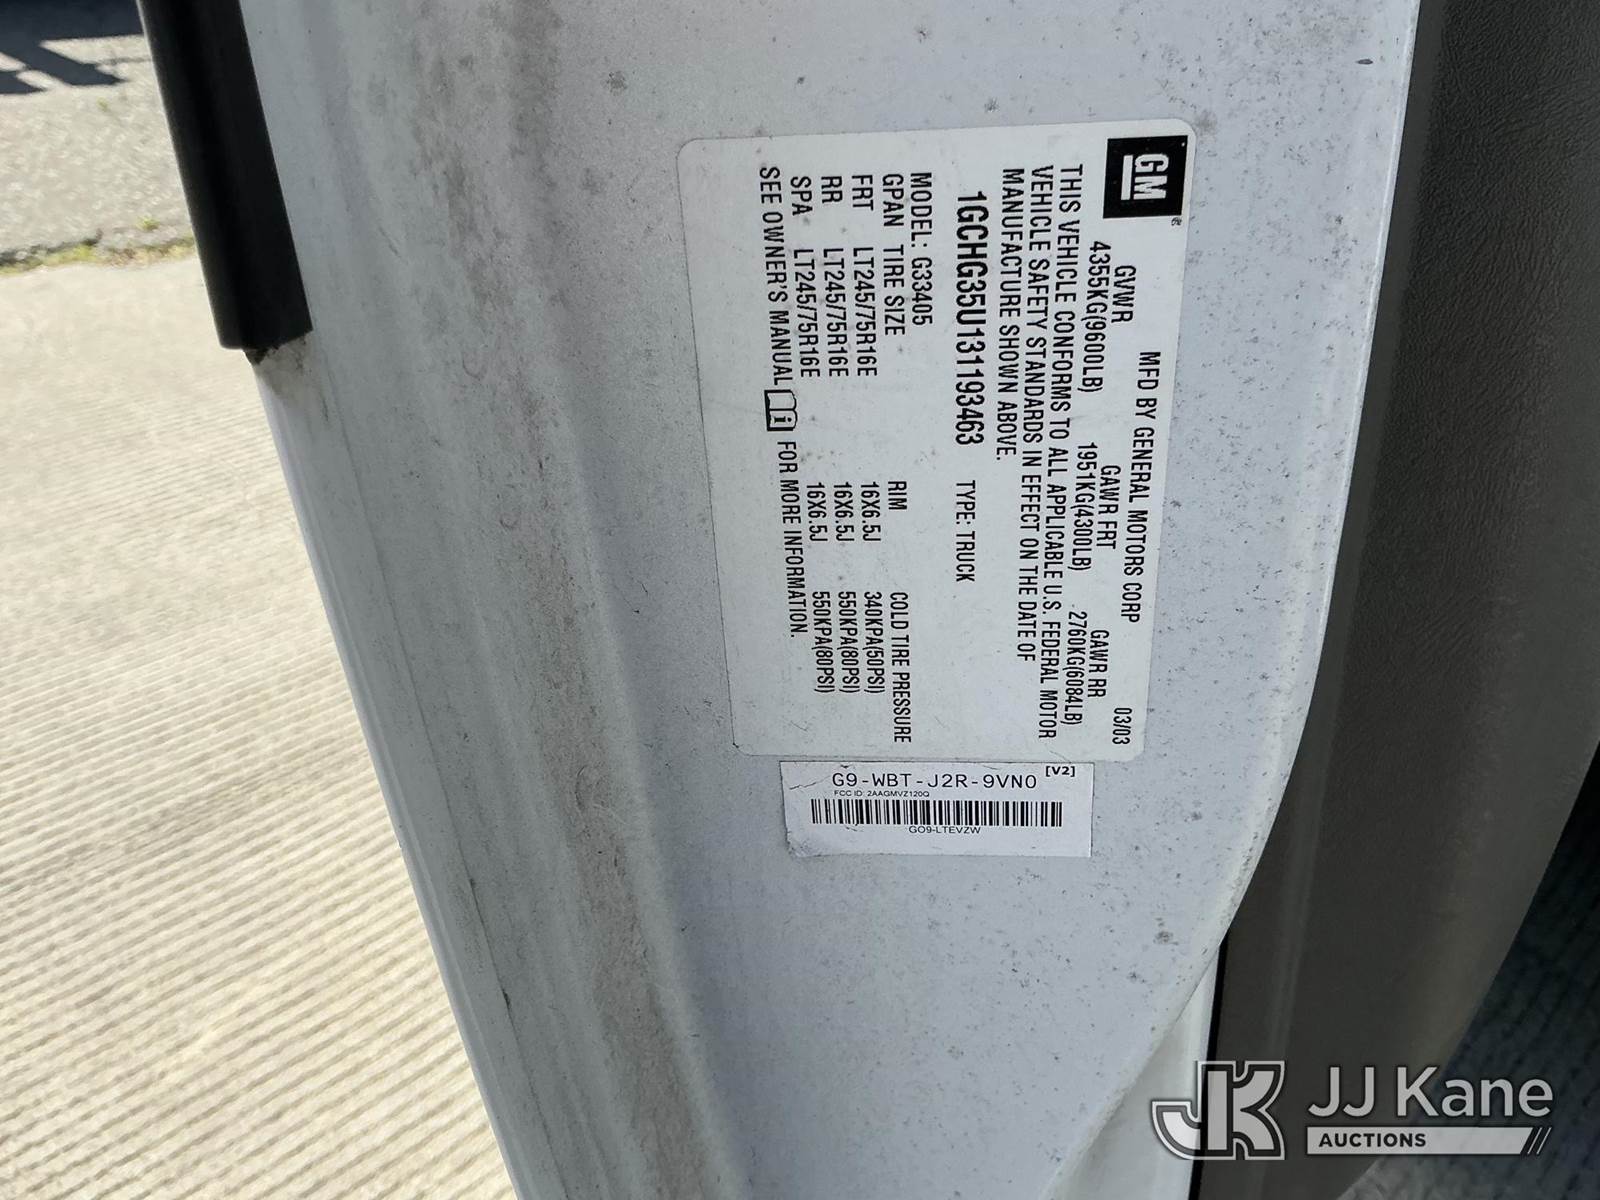 GM®
MFD BY GENERAL MOTORS CORP
03/03
GVWR GAWR FRT GAWR RR
4355KG(9600LB) 1951KG(4300LB) 2760KG(6084LB)
THIS VEHICLE CONFORMS TO ALL APPLICABLE U.S. FEDERAL MOTOR
VEHICLE SAFETY STANDARDS IN EFFECT ON THE DATE OF
MANUFACTURE SHOWN ABOVE.
1GCHG35U131193463 TYPE: TRUCK
MODEL: G33405
GPAN TIRE SIZE RIM COLD TIRE PRESSURE
FRT LT245/75R16E 16X6.5J 340KPA(50PSI)
RR LT245/75R16E 16X6.5J 550KPA(80PSI)
SPA LT245/75R16E 16X6.5J 550KPA(80PSI)
SEE OWNER'S MANUAL i FOR MORE INFORMATION.
G9-WBT-J2R-9VN0 [V2]
FCC ID: 2AAGMVZ120Q
GO9-LTEVZW
JK JJ Kane
AUCTIONS